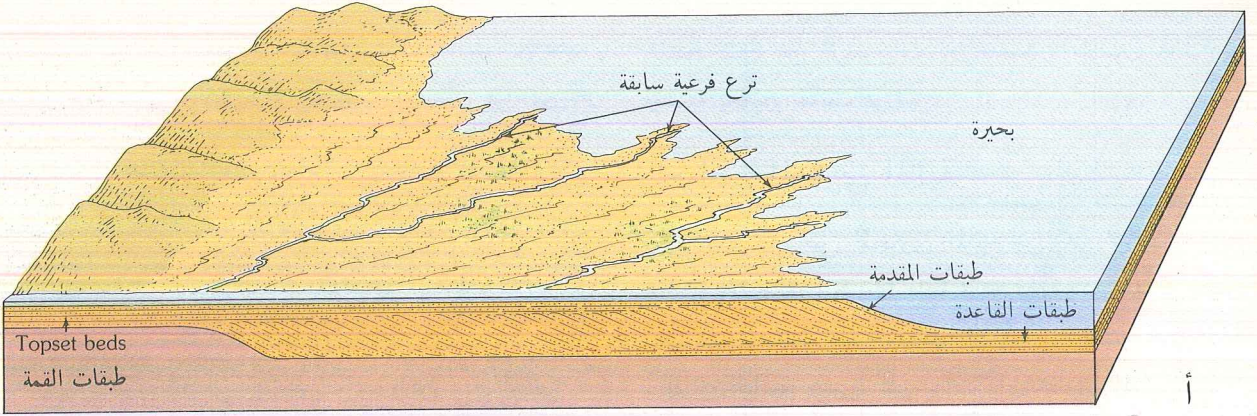 ترع فرعية سابقة
بحيرة
طبقات المقدمة
طبقات القاعدة
Topset beds
طبقات القمة
أ